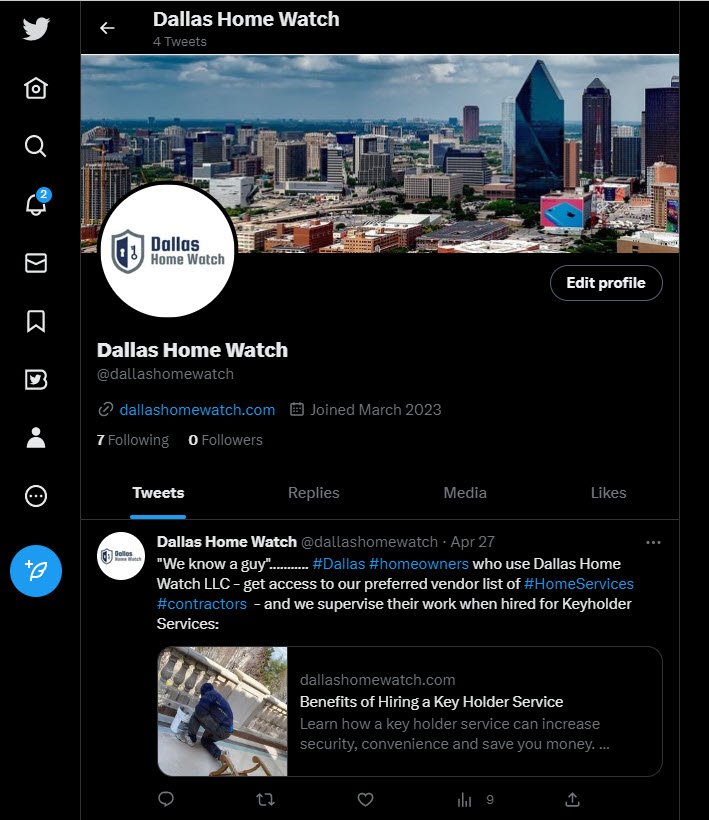 Dallas Home Watch
4 Tweets
2
Dallas
Home Watch
Edit profile
Dallas Home Watch
@dallashomewatch
dallashomewatch.com Joined March 2023
7 Following 0 Followers
Tweets Replies Media Likes
Dallas Home Watch
Dallas Home Watch @dallashomewatch · Apr 27
"We know a guy"........... #Dallas #homeowners who use Dallas Home
Watch LLC - get access to our preferred vendor list of #HomeServices
#contractors - and we supervise their work when hired for Keyholder
Services:
dallashomewatch.com
Benefits of Hiring a Key Holder Service
Learn how a key holder service can increase
security, convenience and save you money. ...
9